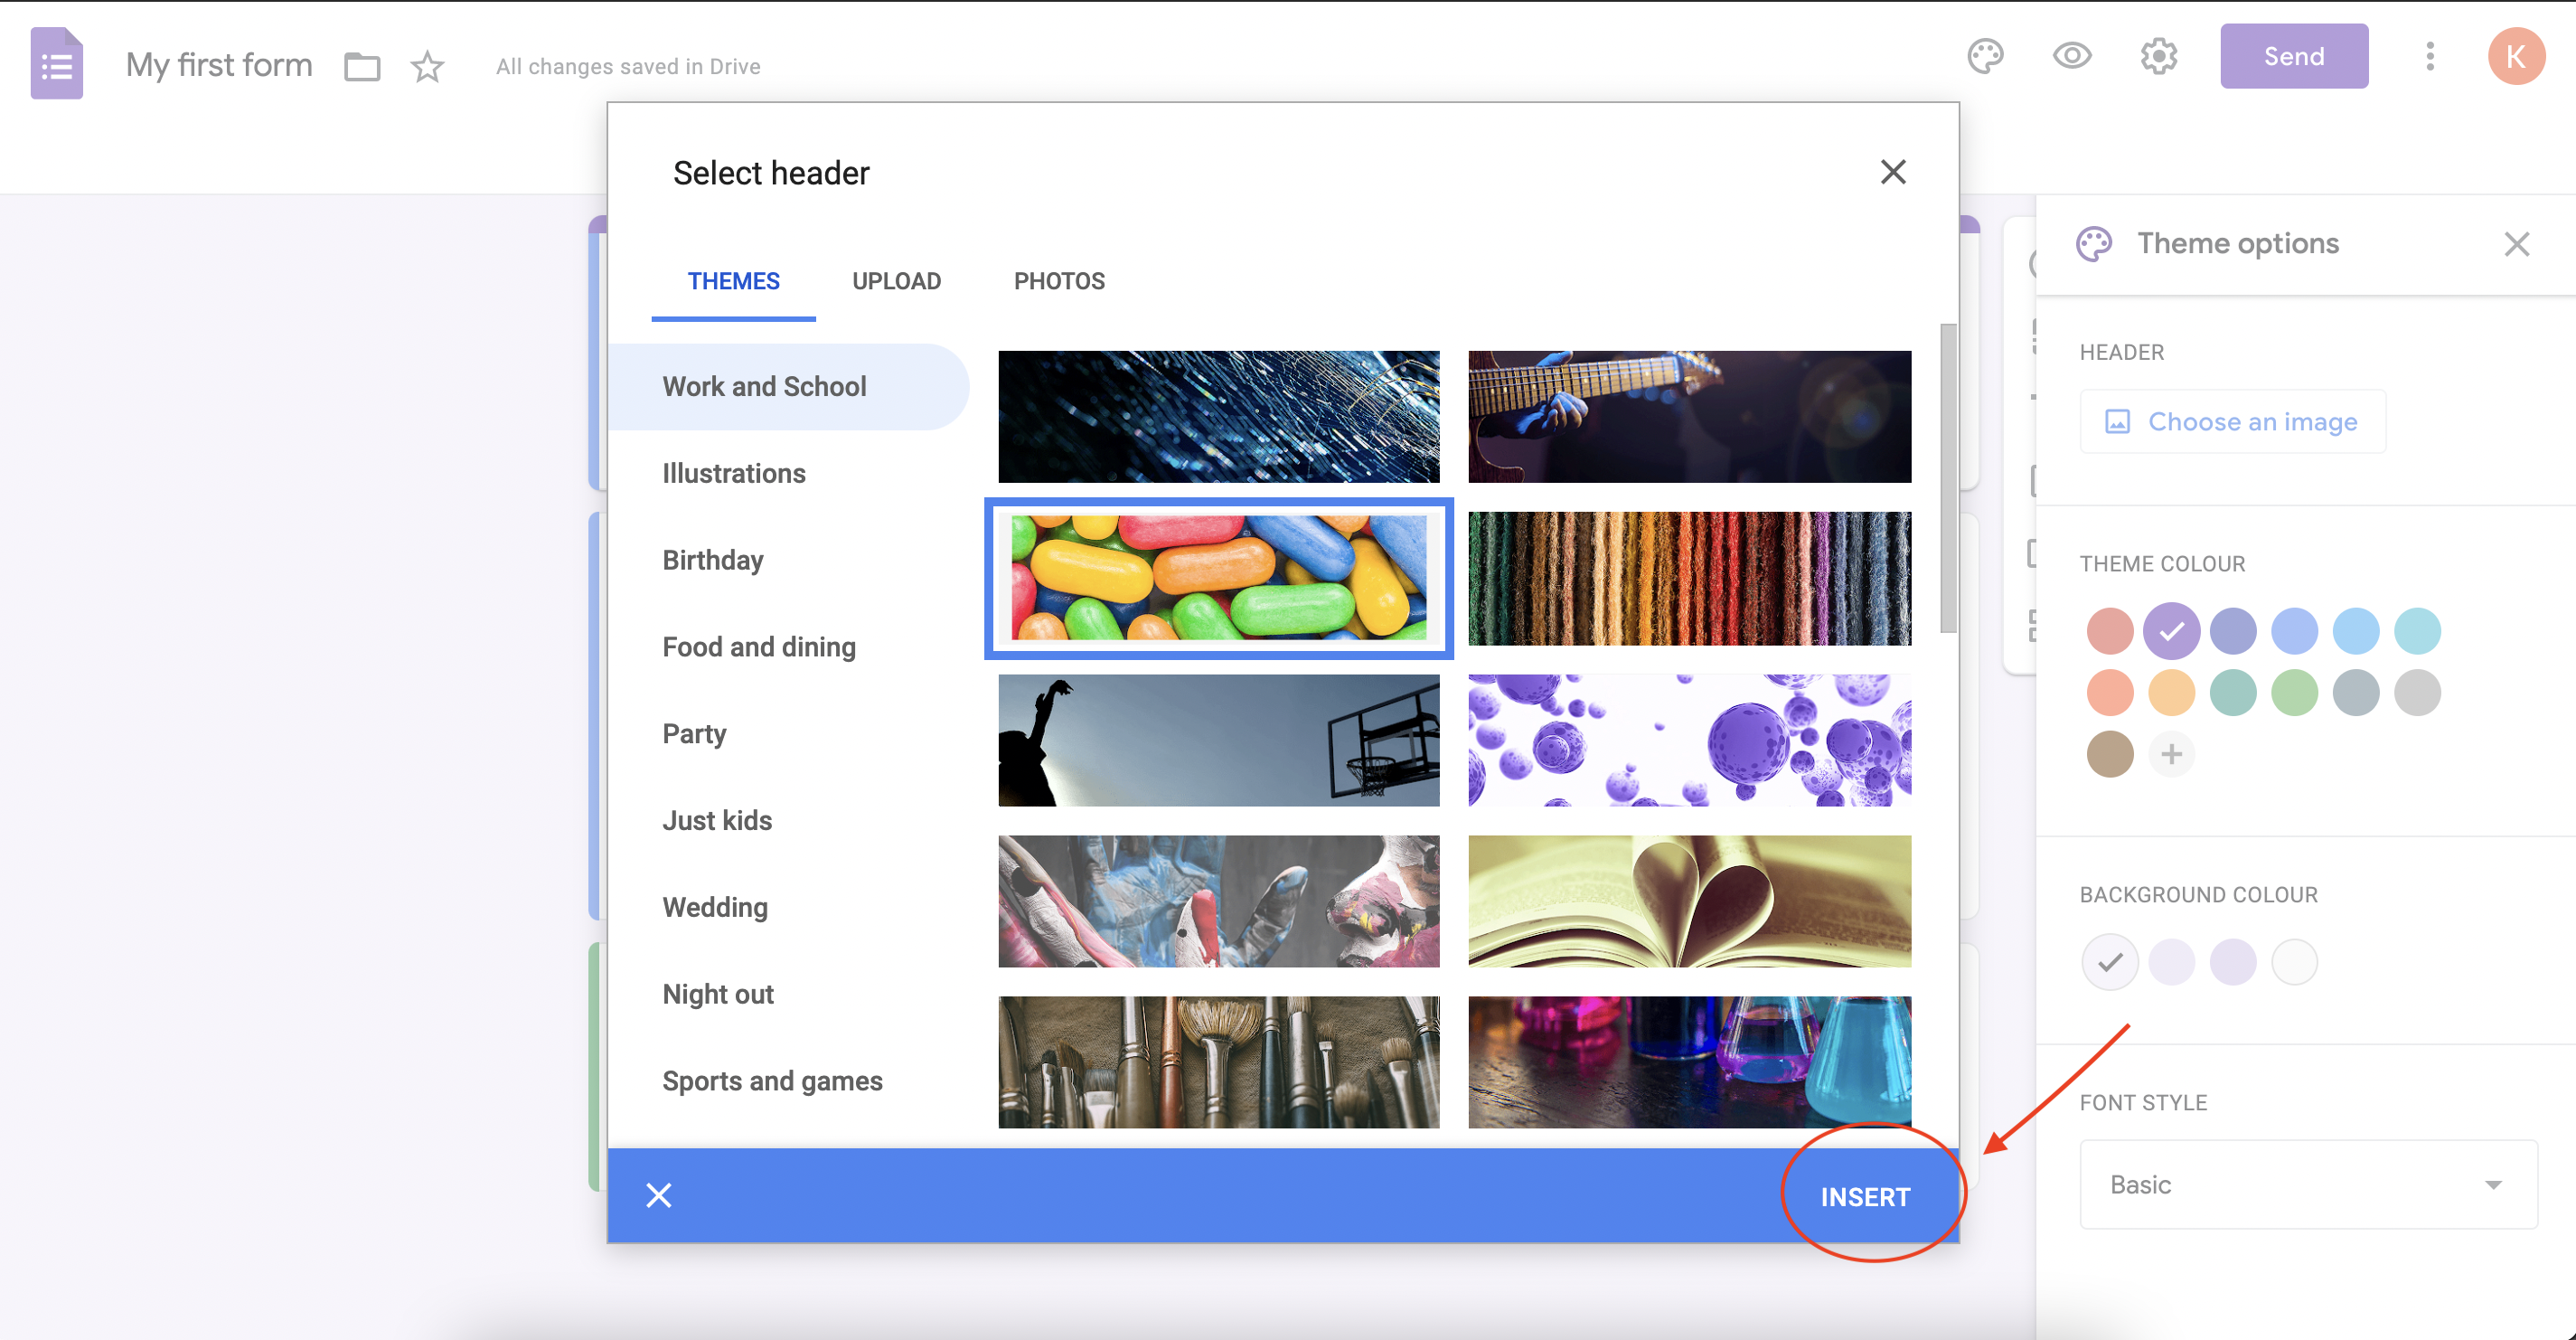 My first form
All changes saved in Drive
Send
K
Select header
THEMES
UPLOAD
PHOTOS
Work and School
Illustrations
Birthday
Food and dining
Party
Just kids
Wedding
Night out
Sports and games
INSERT
Theme options
HEADER
Choose an image
THEME COLOUR
BACKGROUND COLOUR
FONT STYLE
Basic